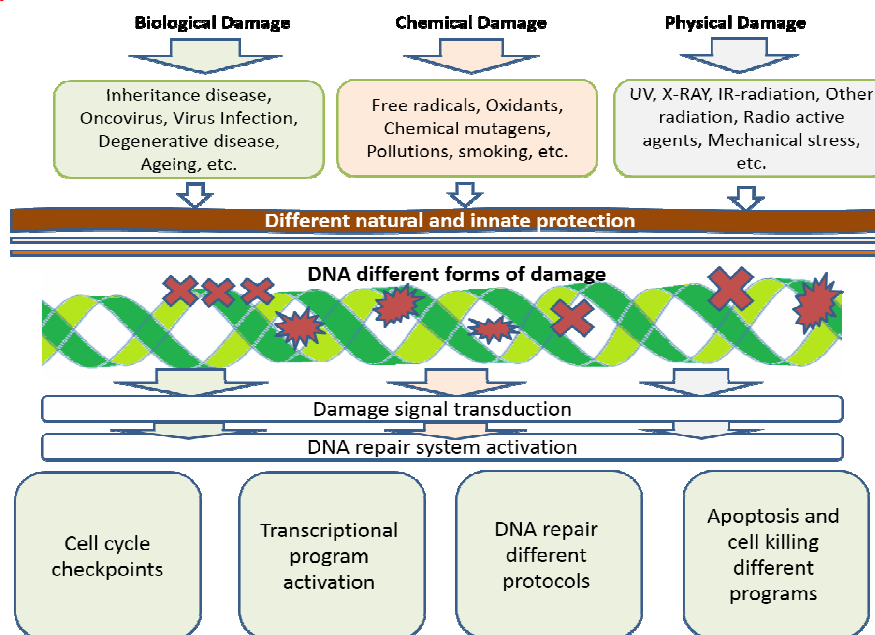 Biological Damage
Chemical Damage
Physical Damage
Inheritance disease,
Oncovirus, Virus Infection,
Degenerative disease,
Ageing, etc.
Free radicals, Oxidants,
Chemical mutagens,
Pollutions, smoking, etc.
UV, X-RAY, IR-radiation, Other
radiation, Radio active
agents, Mechanical stress,
etc.
Different natural and innate protection
DNA different forms of damage
Damage signal transduction
DNA repair system activation
Cell cycle
checkpoints
Transcriptional
program
activation
DNA repair
different
protocols
Apoptosis and
cell killing
different
programs